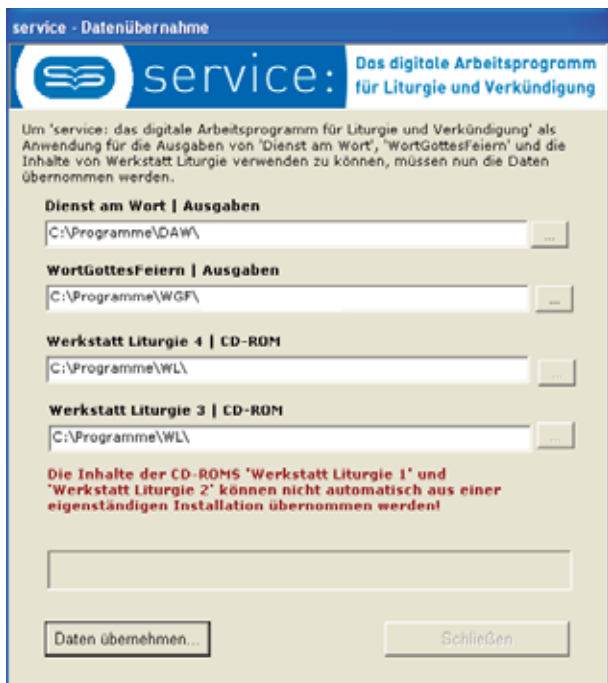 service - Datenübernahme
service:
Das digitale Arbeitsprogramm
für Liturgie und Verkündigung
Um 'service: das digitale Arbeitsprogramm für Liturgie und Verkündigung' als
Anwendung für die Ausgaben von 'Dienst am Wort', 'WortGottesFeiern' und die
Inhalte von Werkstatt Liturgie verwenden zu können, müssen nun die Daten
übernommen werden.
Dienst am Wort | Ausgaben
C:\Programme\DAW\
...
WortGottesFeiern | Ausgaben
C:\Programme\WGF\
...
Werkstatt Liturgie 4 | CD-ROM
C:\Programme\WL\
...
Werkstatt Liturgie 3 | CD-ROM
C:\Programme\WL\
...
Die Inhalte der CD-ROMS 'Werkstatt Liturgie 1' und
'Werkstatt Liturgie 2' können nicht automatisch aus einer
eigenständigen Installation übernommen werden!
Daten übernehmen... Schließen